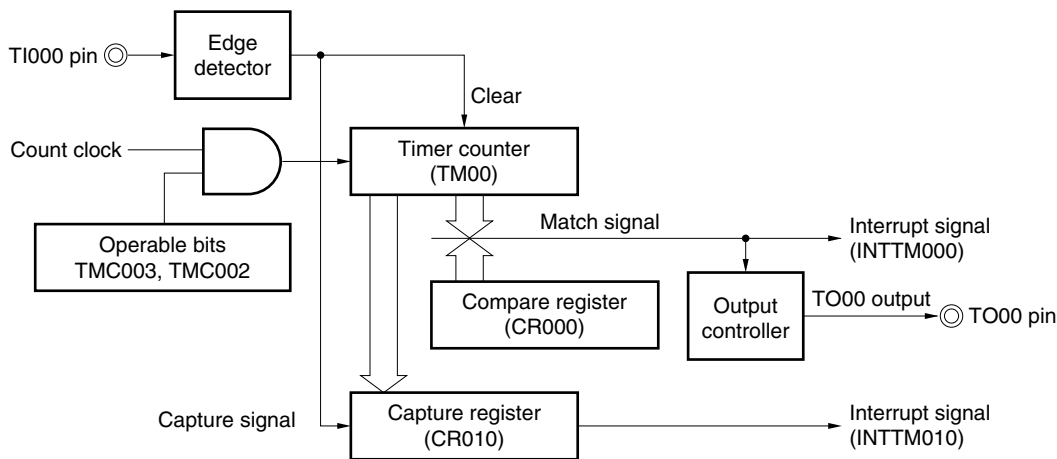 TI000 pin
Edge
detector
Clear
Count clock
Timer counter
(TM00)
Operable bits
TMC003, TMC002
Match signal
Interrupt signal
(INTTM000)
Compare register
(CR000)
Output
controller
TO00 output
TO00 pin
Capture signal
Capture register
(CR010)
Interrupt signal
(INTTM010)